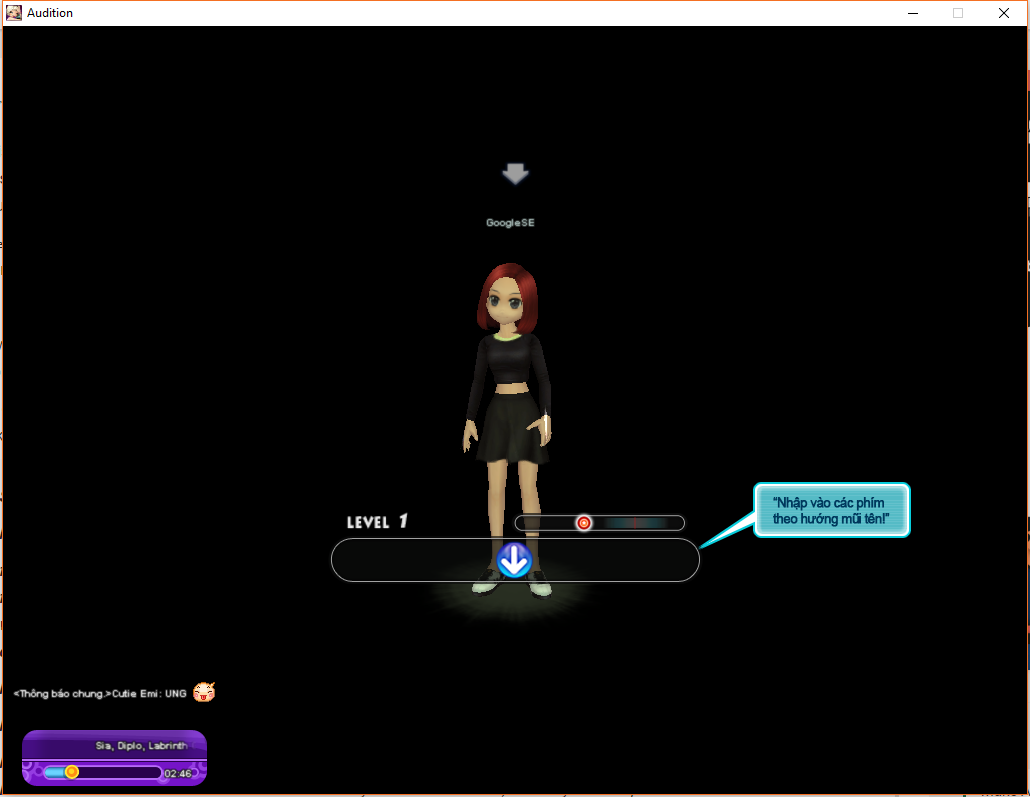 Audition
GoogleSE
LEVEL 1
“Nhập vào các phím
theo hướng mũi tên!”
<Thông báo chung.>Cutie Emi: UNG
Sia, Diplo, Labrinth
02:46